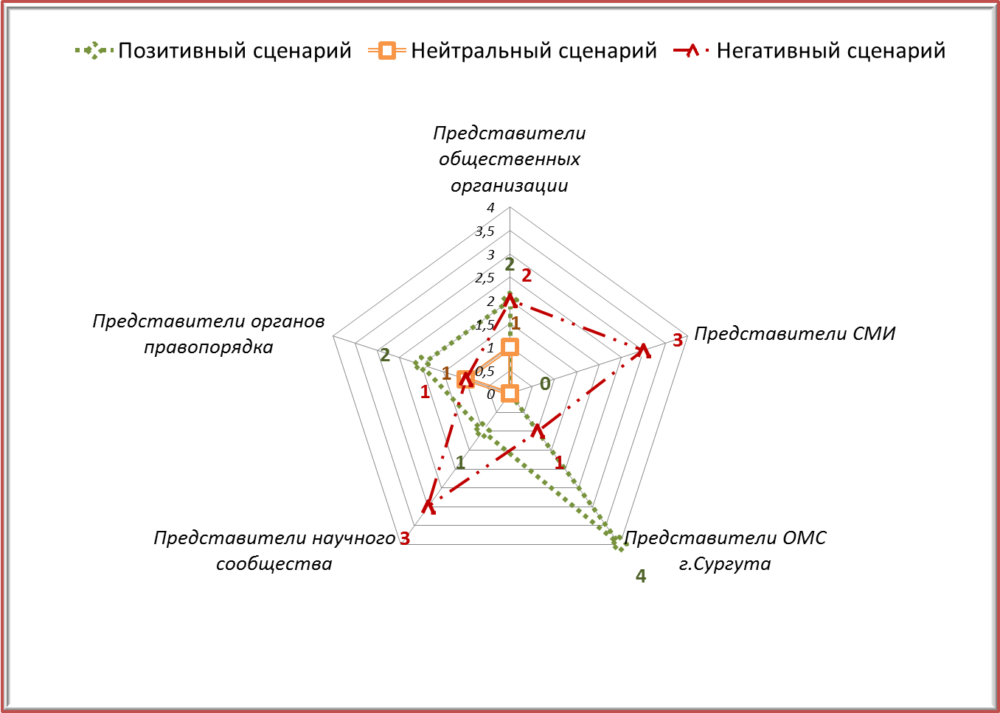 Позитивный сценарий Нейтральный сценарий Негативный сценарий
Представители
общественных
организации
4
3,5
3
2
2,5
2
2
1,5
1
1
0,5
0
Представители СМИ
3
0
Представители органов
правопорядка
2
1
1
1
1
Представители научного
сообщества
3
Представители ОМС
г.Сургута
4